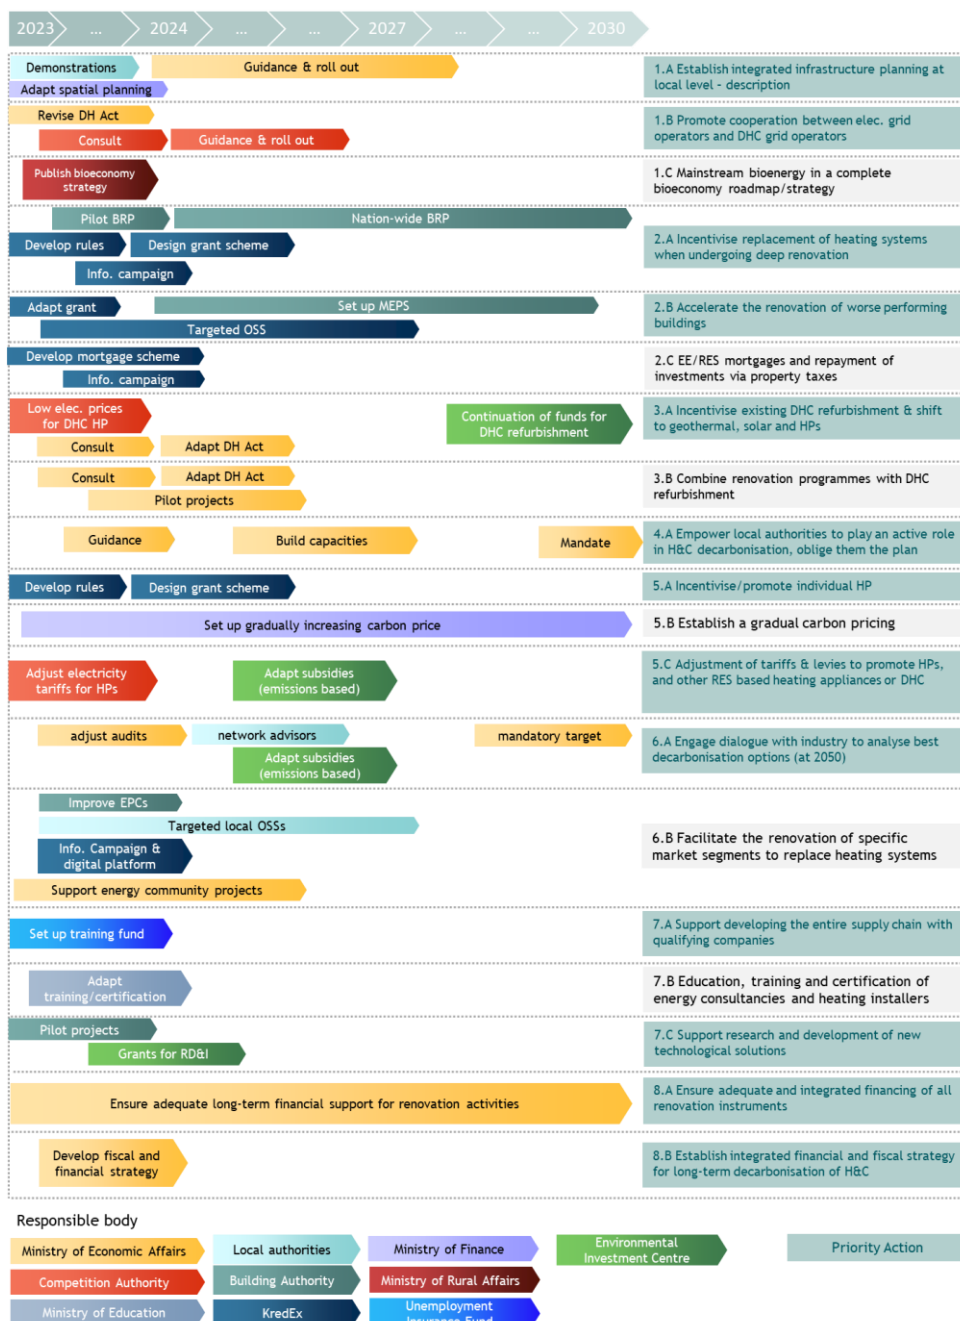 2023 ... 2024 ... ... 2027 ... ... 2030
Demonstrations
Guidance & roll out
Adapt spatial planning
1.A Establish integrated infrastructure planning at
local level - description
Revise DH Act
Consult
Guidance & roll out
1.B Promote cooperation between elec. grid
operators and DHC grid operators
Publish bioeconomy
strategy
1.C Mainstream bioenergy in a complete
bioeconomy roadmap/strategy
Pilot BRP
Nation-wide BRP
Develop rules
Design grant scheme
Info. campaign
2.A Incentivise replacement of heating systems
when undergoing deep renovation
Adapt grant
Set up MEPS
Targeted OSS
2.B Accelerate the renovation of worse performing
buildings
Develop mortgage scheme
Info. campaign
2.C EE/RES mortgages and repayment of
investments via property taxes
Low elec. prices
for DHC HP
Continuation of funds for
DHC refurbishment
Consult
Adapt DH Act
3.A Incentivise existing DHC refurbishment & shift
to geothermal, solar and HPs
Consult
Adapt DH Act
Pilot projects
3.B Combine renovation programmes with DHC
refurbishment
Guidance
Build capacities
Mandate
4.A Empower local authorities to play an active role
in H&C decarbonisation, oblige them the plan
Develop rules
Design grant scheme
5.A Incentivise/promote individual HP
Set up gradually increasing carbon price
5.B Establish a gradual carbon pricing
Adjust electricity
tariffs for HPs
Adapt subsidies
(emissions based)
5.C Adjustment of tariffs & levies to promote HPs,
and other RES based heating appliances or DHC
adjust audits
network advisors
mandatory target
Adapt subsidies
(emissions based)
6.A Engage dialogue with industry to analyse best
decarbonisation options (at 2050)
Improve EPCs
Targeted local OSSs
Info. Campaign &
digital platform
Support energy community projects
6.B Facilitate the renovation of specific
market segments to replace heating systems
Set up training fund
7.A Support developing the entire supply chain with
qualifying companies
Adapt
training/certification
7.B Education, training and certification of
energy consultancies and heating installers
Pilot projects
Grants for RD&I
7.C Support research and development of new
technological solutions
Ensure adequate long-term financial support for renovation activities
8.A Ensure adequate and integrated financing of all
renovation instruments
Develop fiscal and
financial strategy
8.B Establish integrated financial and fiscal strategy
for long-term decarbonisation of H&C
Responsible body
Ministry of Economic Affairs
Local authorities
Ministry of Finance
Environmental
Investment Centre
Priority Action
Competition Authority
Building Authority
Ministry of Rural Affairs
Ministry of Education
KredEx
Unemployment
Insurance Fund